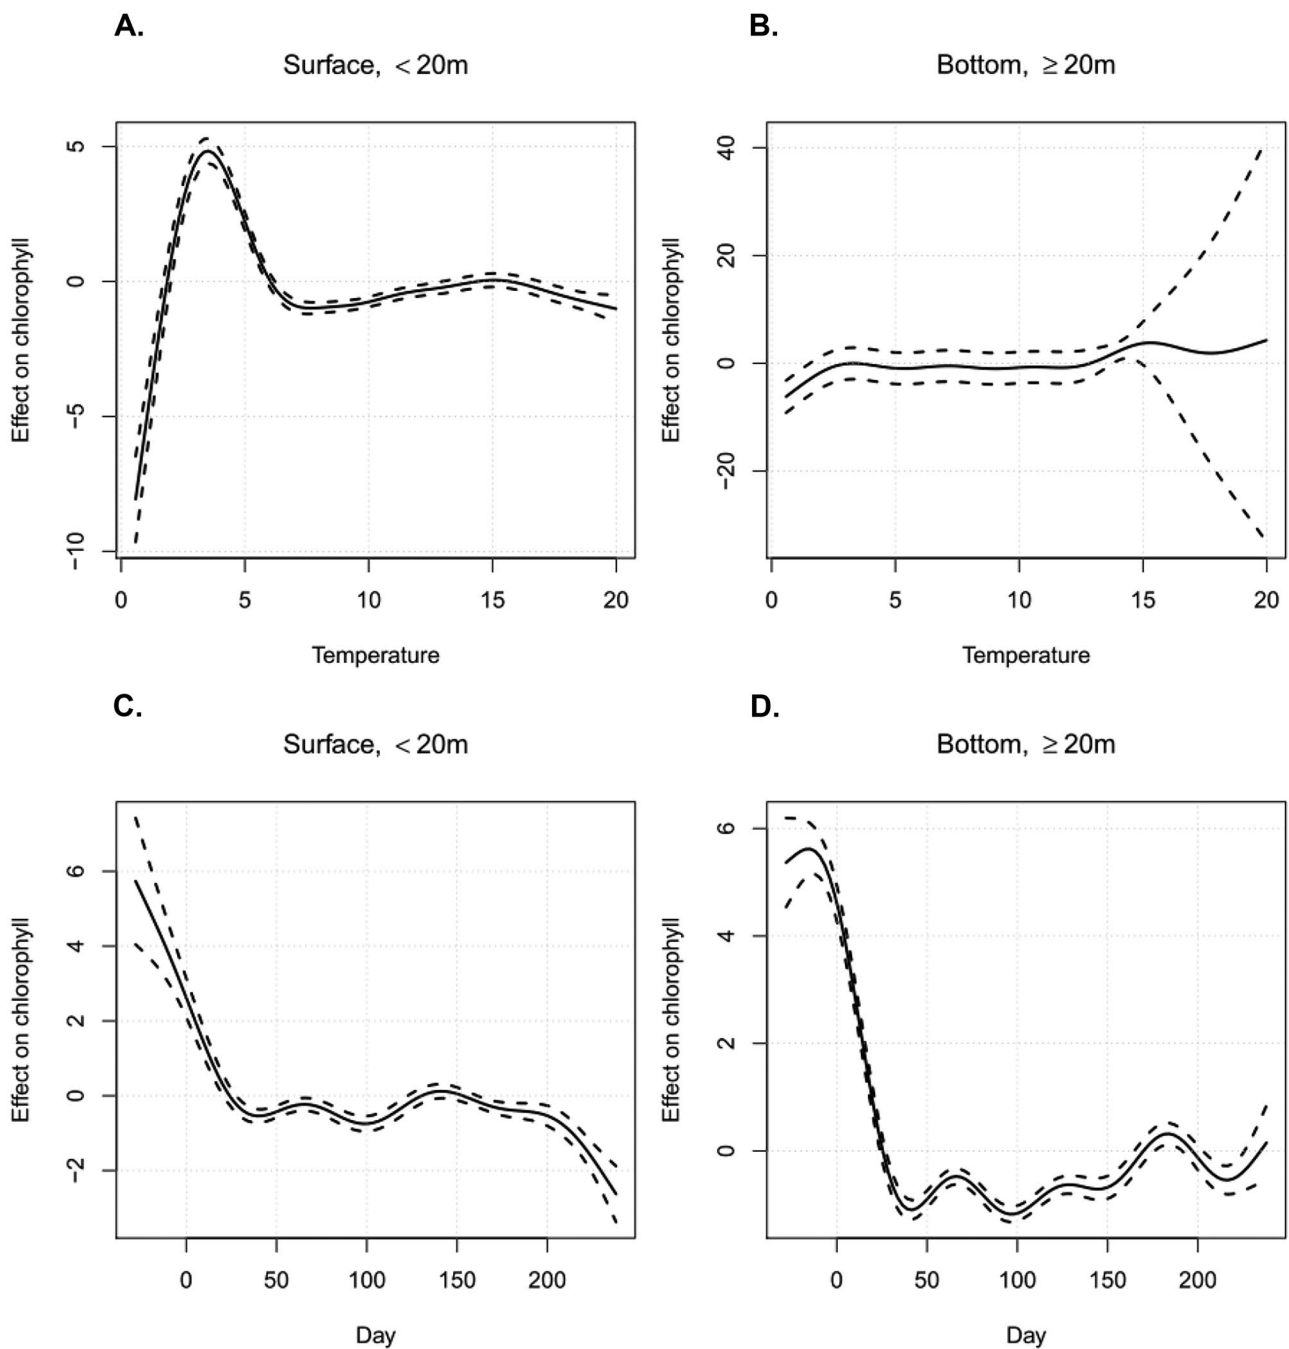 A.
Surface, < 20m
Effect on chlorophyll
5
0
−5
−10
0 5 10 15 20
Temperature
B.
Bottom, ≥ 20m
Effect on chlorophyll
40
20
0
−20
0 5 10 15 20
Temperature
C.
Surface, < 20m
Effect on chlorophyll
6
4
2
0
−2
0 50 100 150 200
Day
D.
Bottom, ≥ 20m
Effect on chlorophyll
6
4
2
0
0 50 100 150 200
Day